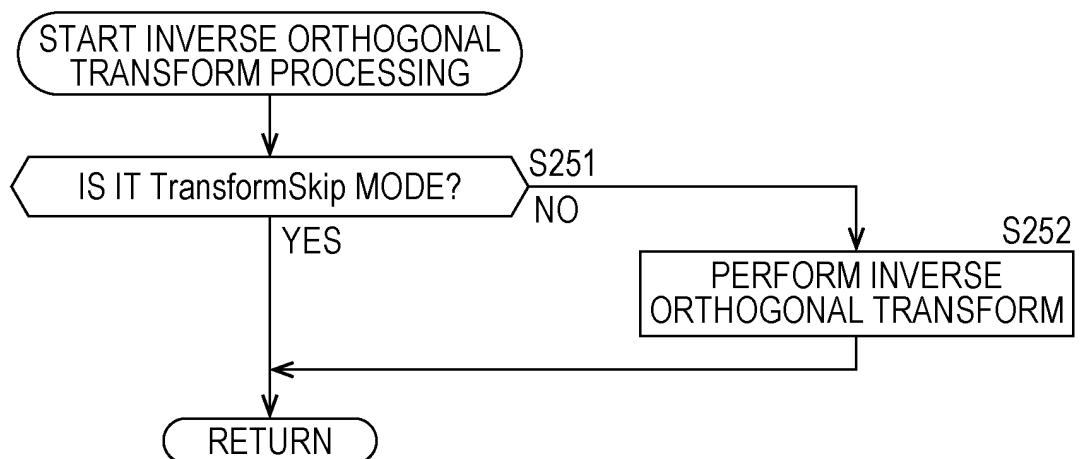 START INVERSE ORTHOGONAL
TRANSFORM PROCESSING
IS IT TransformSkip MODE?
S251
NO
YES
S252
PERFORM INVERSE
ORTHOGONAL TRANSFORM
RETURN